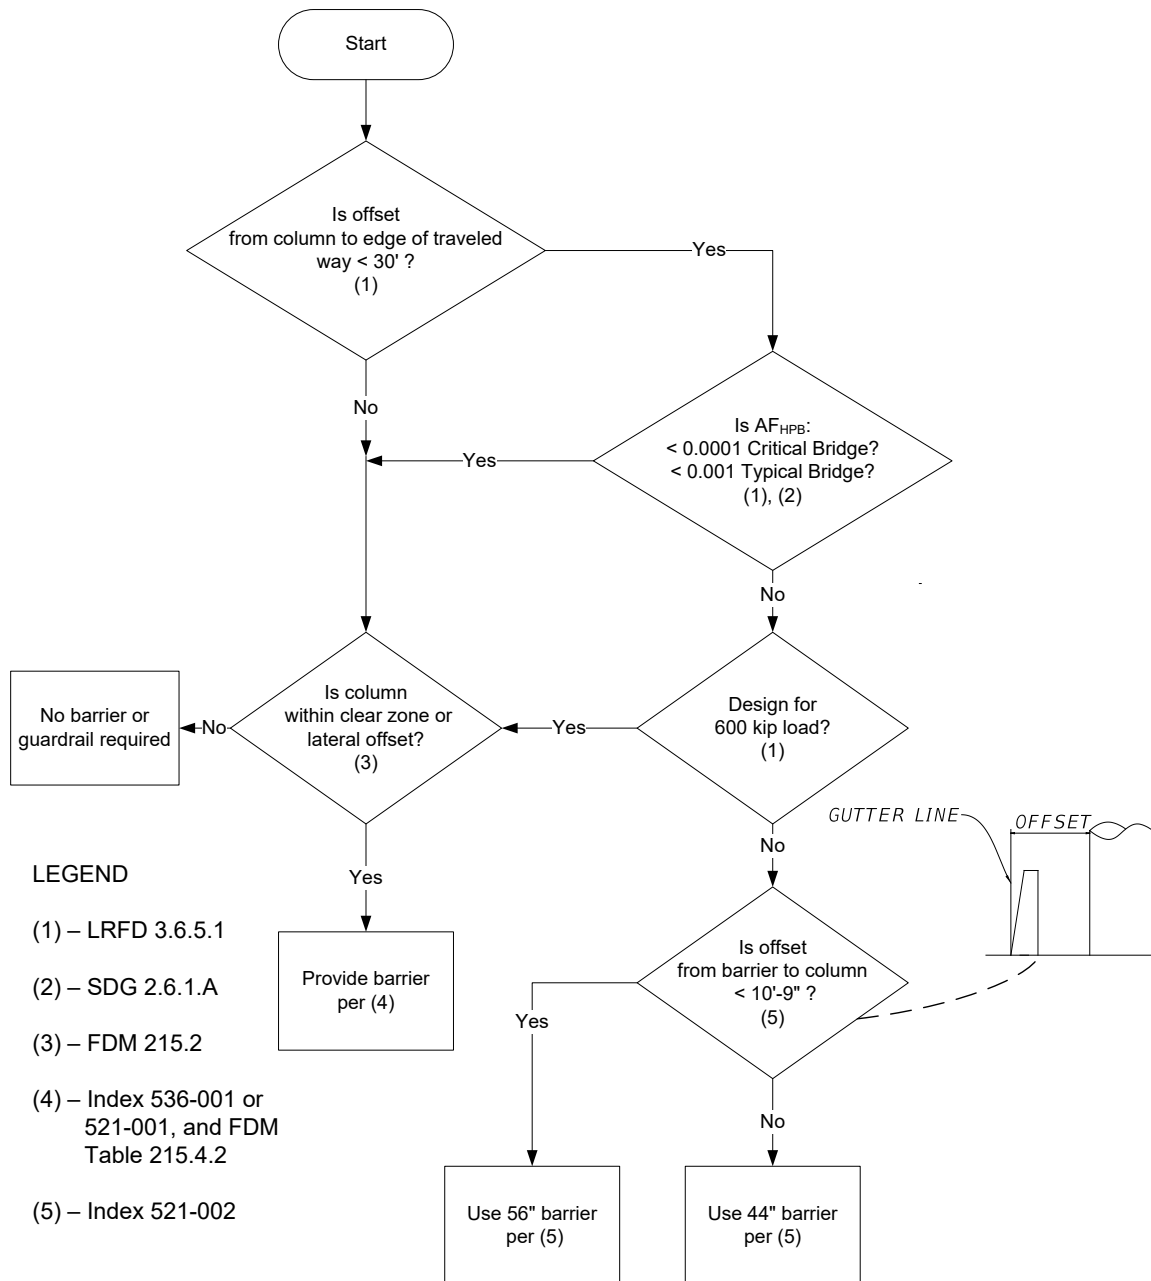 Start
Is offset
from column to edge of traveled
way < 30' ?
(1)
Yes
No
Is AFHPB:
< 0.0001 Critical Bridge?
< 0.001 Typical Bridge?
(1), (2)
Yes
No
Is column
within clear zone or
lateral offset?
(3)
No
No barrier or
guardrail required
Design for
600 kip load?
(1)
Yes
No
GUTTER LINE
OFFSET
Yes
Provide barrier
per (4)
Is offset
from barrier to column
< 10'-9" ?
(5)
Yes
No
Use 56" barrier
per (5)
Use 44" barrier
per (5)
LEGEND
(1) – LRFD 3.6.5.1
(2) – SDG 2.6.1.A
(3) – FDM 215.2
(4) – Index 536-001 or
521-001, and FDM
Table 215.4.2
(5) – Index 521-002